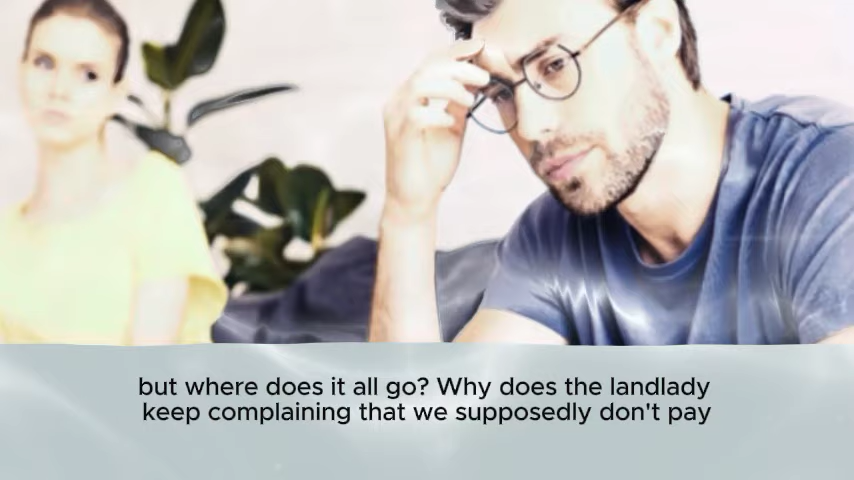 but where does it all go? Why does the landlady
keep complaining that we supposedly don't pay